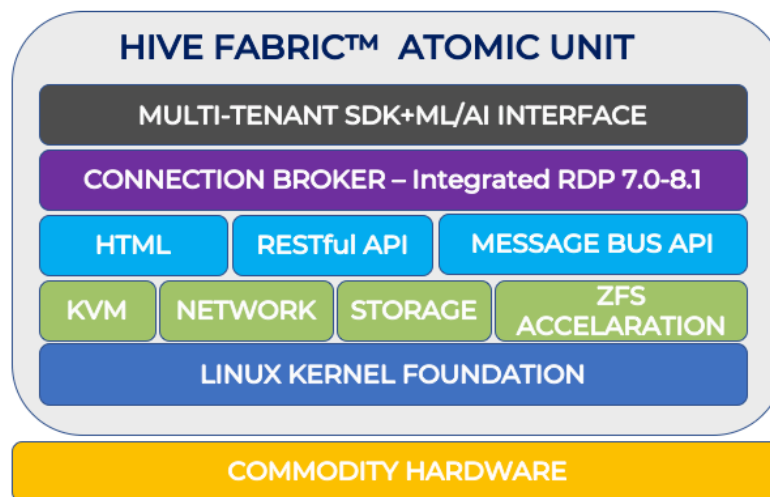 HIVE FABRIC™ ATOMIC UNIT
MULTI-TENANT SDK+ML/AI INTERFACE
CONNECTION BROKER – Integrated RDP 7.0-8.1
HTML
RESTful API
MESSAGE BUS API
KVM
NETWORK
STORAGE
ZFS
ACCELARATION
LINUX KERNEL FOUNDATION
COMMODITY HARDWARE